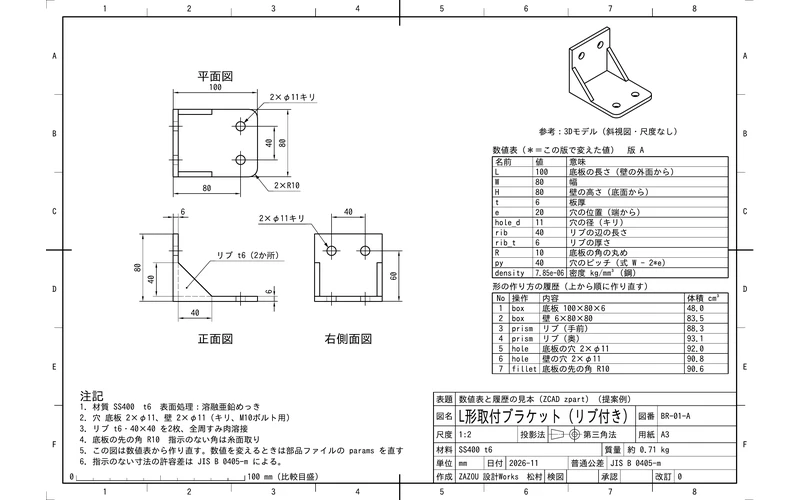 1 2 3 4 5 6 7 8
A
B
C
D
E
F
平面図
100
2×φ11キリ
40
80
80
2×R10
6
2×φ11キリ
40
80
40
リブ t6 (2か所)
6
40
60
正面図
右側面図
参考：3Dモデル（斜視図・尺度なし）
数値表（＊＝この版で変えた値） 版 A
名前 値 意味
L 100 底板の長さ（壁の外面から）
W 80 幅
H 80 壁の高さ（底面から）
t 6 板厚
e 20 穴の位置（端から）
hole_d 11 穴の径（キリ）
rib 40 リブの辺の長さ
rib_t 6 リブの厚さ
R 10 底板の角の丸め
py 40 穴のピッチ（式 W - 2*e）
density 7.85e-06 密度 kg/mm³（鋼）
形の作り方の履歴（上から順に作り直す）
No 操作 内容 体積 cm³
1 box 底板 100×80×6 48.0
2 box 壁 6×80×80 83.5
3 prism リブ（手前） 88.3
4 prism リブ（奥） 93.1
5 hole 底板の穴 2×φ11 92.0
6 hole 壁の穴 2×φ11 90.8
7 fillet 底板の先の角 R10 90.6
注記
1. 材質 SS400 t6 表面処理：溶融亜鉛めっき
2. 穴 底板 2×φ11、壁 2×φ11（キリ、M10ボルト用）
3. リブ t6・40×40 を2枚、全周すみ肉溶接
4. 底板の先の角 R10 指示のない角は糸面取り
5. この図は数値表から作り直す。数値を変えるときは部品ファイルの params を直す
6. 指示のない寸法の許容差は JIS B 0405-m による。
0 100 mm（比較目盛）
表題 数値表と履歴の見本（ZCAD zpart）（提案例）
図名 L形取付ブラケット（リブ付き） 図番 BR-01-A
尺度 1:2 投影法 第三角法 用紙 A3
材料 SS400 t6 質量 約 0.71 kg
単位 mm 日付 2026-11 普通公差 JIS B 0405-m
作成 ZAZOU 設計Works 松村 検図 承認 改訂 0
1 2 3 4 5 6 7 8